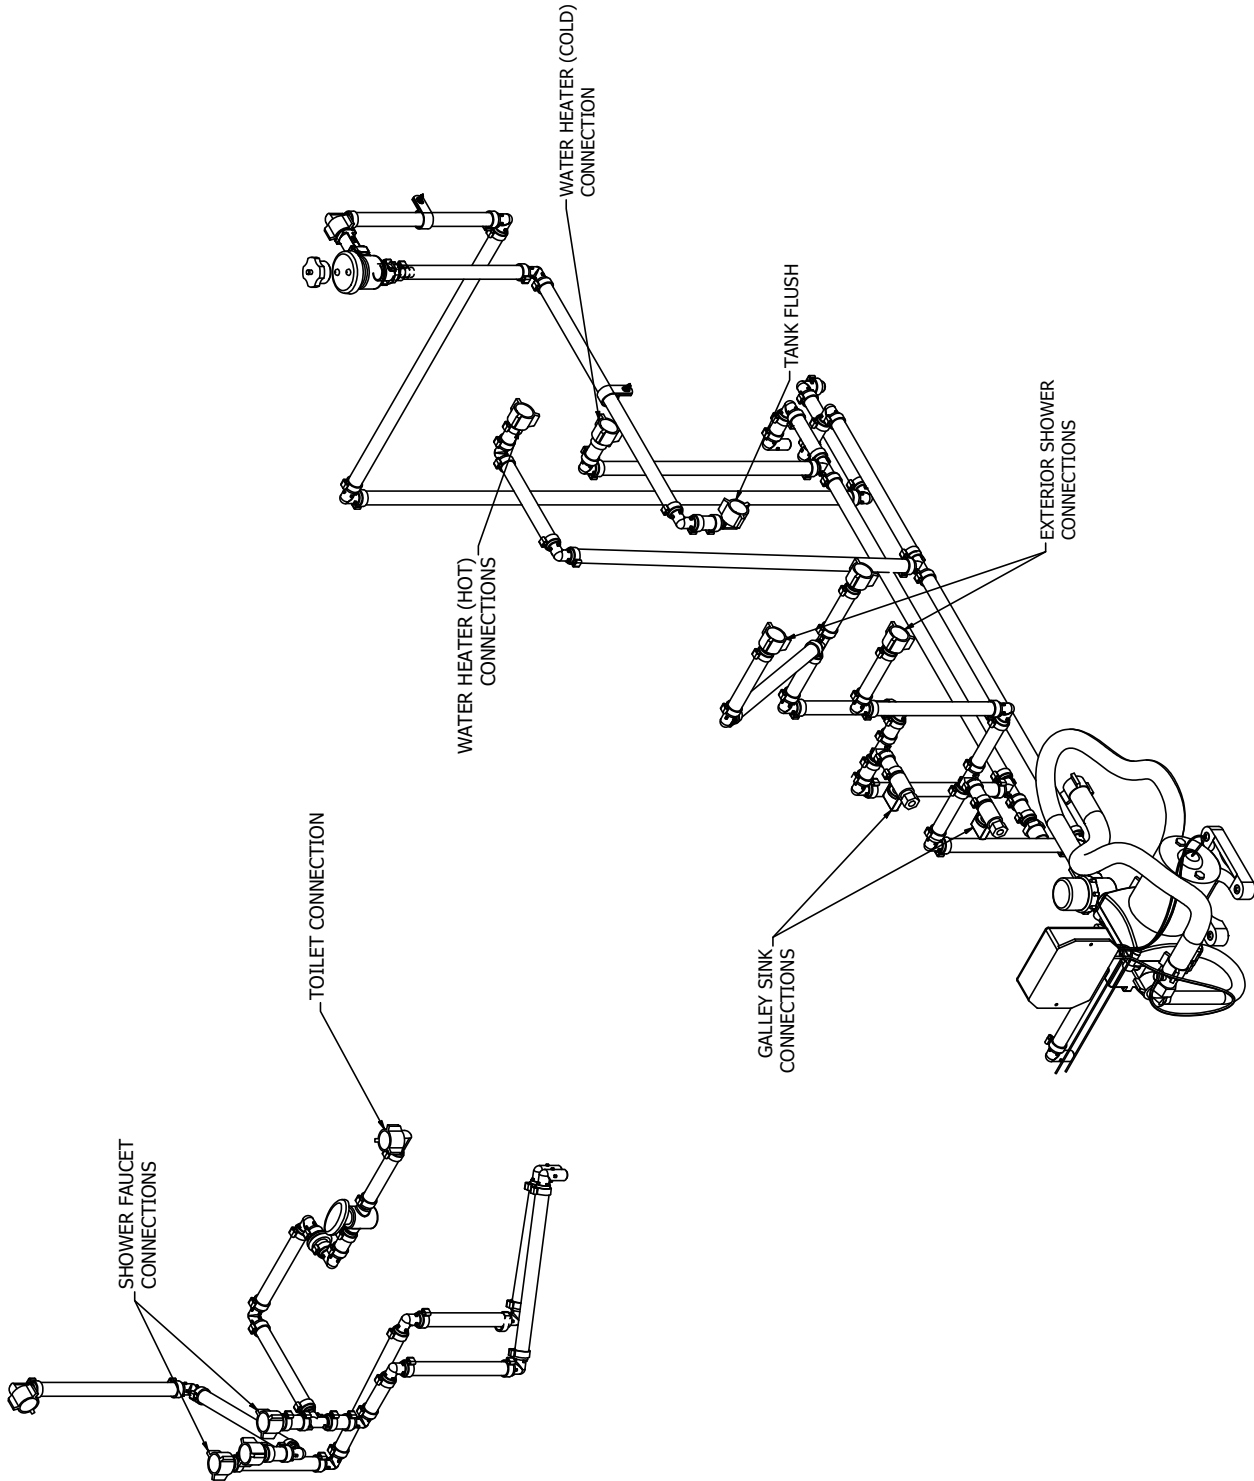 SHOWER FAUCET
CONNECTIONS
TOILET CONNECTION
WATER HEATER (HOT)
CONNECTIONS
WATER HEATER (COLD)
CONNECTION
TANK FLUSH
EXTERIOR SHOWER
CONNECTIONS
GALLEY SINK
CONNECTIONS